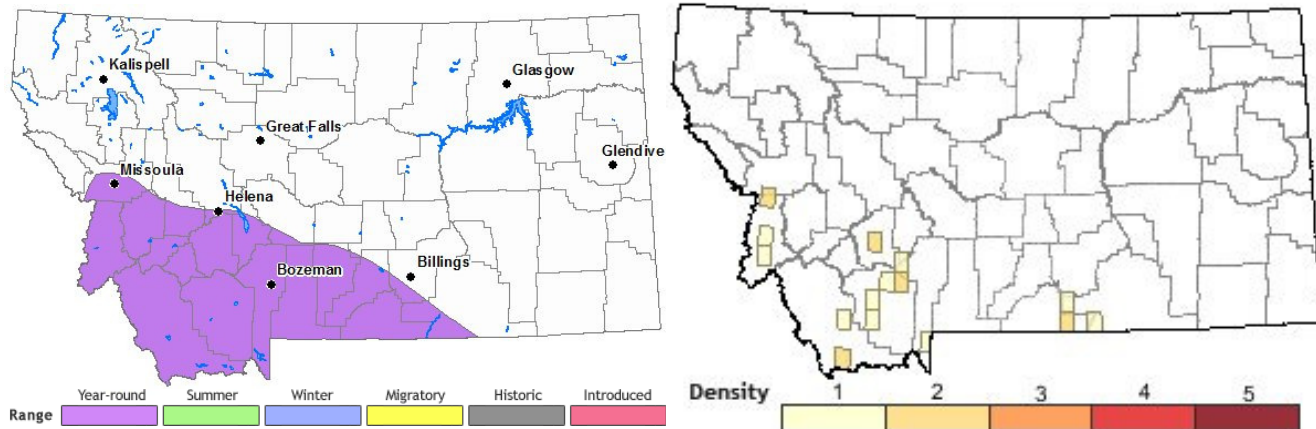 Kalispell
Glasgow
Great Falls
Glendive
Missoula
Helena
Bozeman
Billings
Year-round Summer Winter Migratory Historic Introduced
Range
Density 1 2 3 4 5